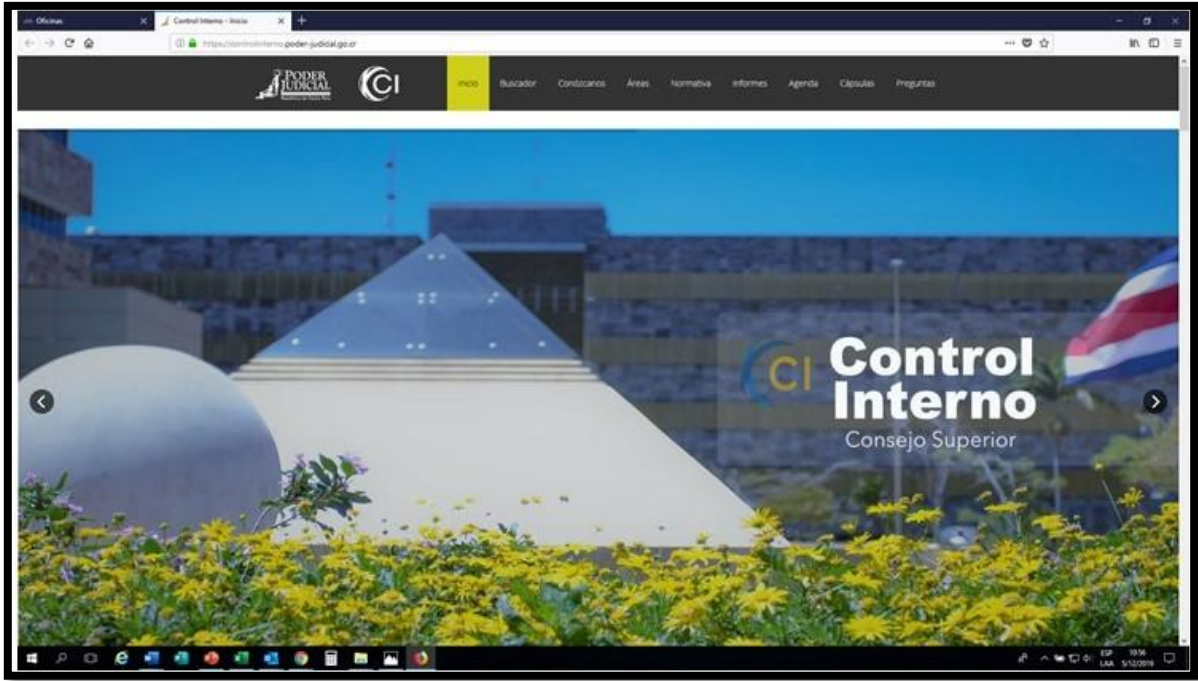 Oficinas
Control Interno - Inicio
https://controlinterno.poder-judicial.go.cr
PODER
JUDICIAL
CI
Inicio Buscador Conózcanos Áreas Normativa Informes Agenda Cápsulas Preguntas
CI
Control
Interno
Consejo Superior
ESP 10:56
LAA 5/12/2019